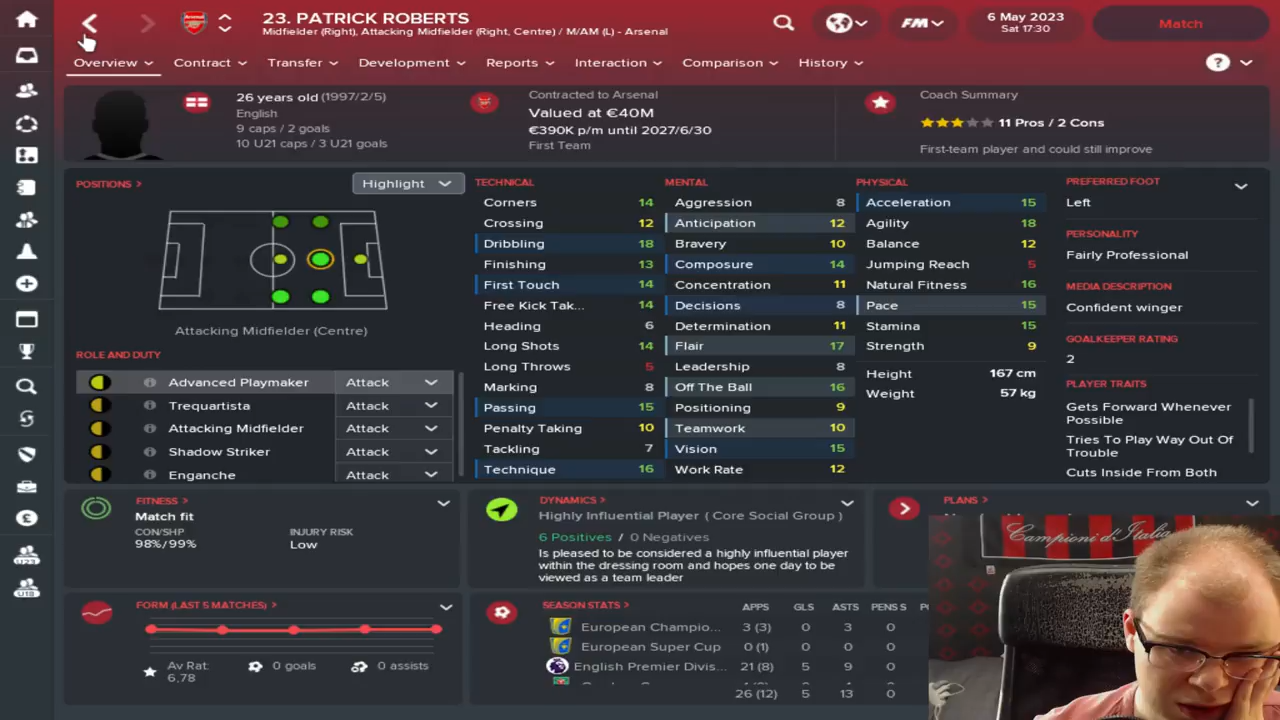 23. PATRICK ROBERTS
Midfielder (Right), Attacking Midfielder (Right, Centre) / M/AM (L) - Arsenal
FM
6 May 2023
Sat 17:30
Match
Overview
Contract
Transfer
Development
Reports
Interaction
Comparison
History
?
26 years old (1997/2/5)
English
9 caps / 2 goals
10 U21 caps / 3 U21 goals
Contracted to Arsenal
Valued at €40M
€390K p/m until 2027/6/30
First Team
Coach Summary
11 Pros / 2 Cons
First-team player and could still improve
POSITIONS >
Highlight
Attacking Midfielder (Centre)
ROLE AND DUTY
Advanced Playmaker Attack
Trequartista Attack
Attacking Midfielder Attack
Shadow Striker Attack
Enganche Attack
TECHNICAL
Corners 14
Crossing 12
Dribbling 18
Finishing 13
First Touch 14
Free Kick Tak... 14
Heading 6
Long Shots 14
Long Throws 5
Marking 8
Passing 15
Penalty Taking 10
Tackling 7
Technique 16
MENTAL
Aggression 8
Anticipation 12
Bravery 10
Composure 14
Concentration 11
Decisions 8
Determination 11
Flair 17
Leadership 8
Off The Ball 16
Positioning 9
Teamwork 10
Vision 15
Work Rate 12
PHYSICAL
Acceleration 15
Agility 18
Balance 12
Jumping Reach 5
Natural Fitness 16
Pace 15
Stamina 15
Strength 9
Height 167 cm
Weight 57 kg
PREFERRED FOOT
Left
PERSONALITY
Fairly Professional
MEDIA DESCRIPTION
Confident winger
GOALKEEPER RATING
2
PLAYER TRAITS
Gets Forward Whenever
Possible
Tries To Play Way Out Of
Trouble
Cuts Inside From Both
FITNESS >
Match fit
CON/SHP
98%/99%
INJURY RISK
Low
DYNAMICS >
Highly Influential Player ( Core Social Group )
6 Positives / 0 Negatives
Is pleased to be considered a highly influential player
within the dressing room and hopes one day to be
viewed as a team leader
PLANS >
FORM (LAST 5 MATCHES) >
Av Rat:
6,78
0 goals
0 assists
SEASON STATS >
APPS GLS ASTS PENS S
European Champio... 3 (3) 0 3 0
European Super Cup 0 (1) 0 0 0
English Premier Divis... 21 (8) 5 9 0
26 (12) 5 13 0
U23
U18
Campioni d'Italia